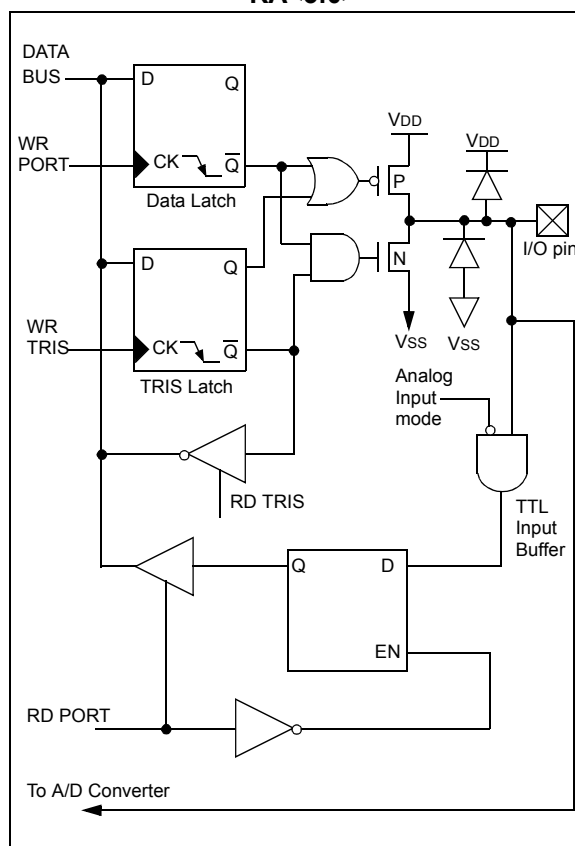 DATA
BUS
D
Q
WR
PORT
CK
Q
Data Latch
VDD
VDD
P
I/O pin
D
Q
N
WR
TRIS
CK
Q
TRIS Latch
VSS
VSS
Analog
Input
mode
RD TRIS
TTL
Input
Buffer
Q
D
EN
RD PORT
To A/D Converter